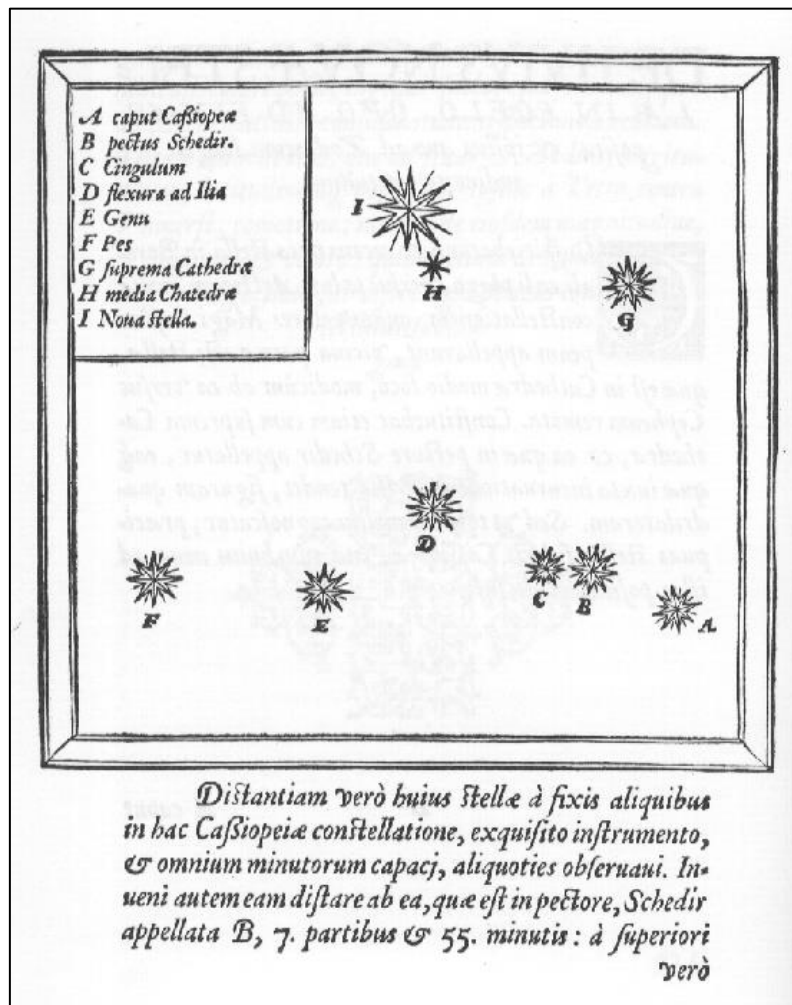 A caput Caſsiopeæ
B pectus Schedir.
C Cingulum
D flexura ad Ilia
E Genu
F Pes
G ſuprema Cathedræ
H media Chatedræ
I Noua ſtella.
I
H
G
D
C
B
A
E
F
Diſtantiam verò huius ſtellæ à fixis aliquibus
in hac Caſsiopeiæ conſtellatione, exquiſito inſtrumento,
& omnium minutorum capacj, aliquoties obſeruaui. In-
ueni autem eam diſtare ab ea, quæ eſt in pectore, Schedir
appellata B, 7. partibus & 55. minutis : à ſuperiori
verò